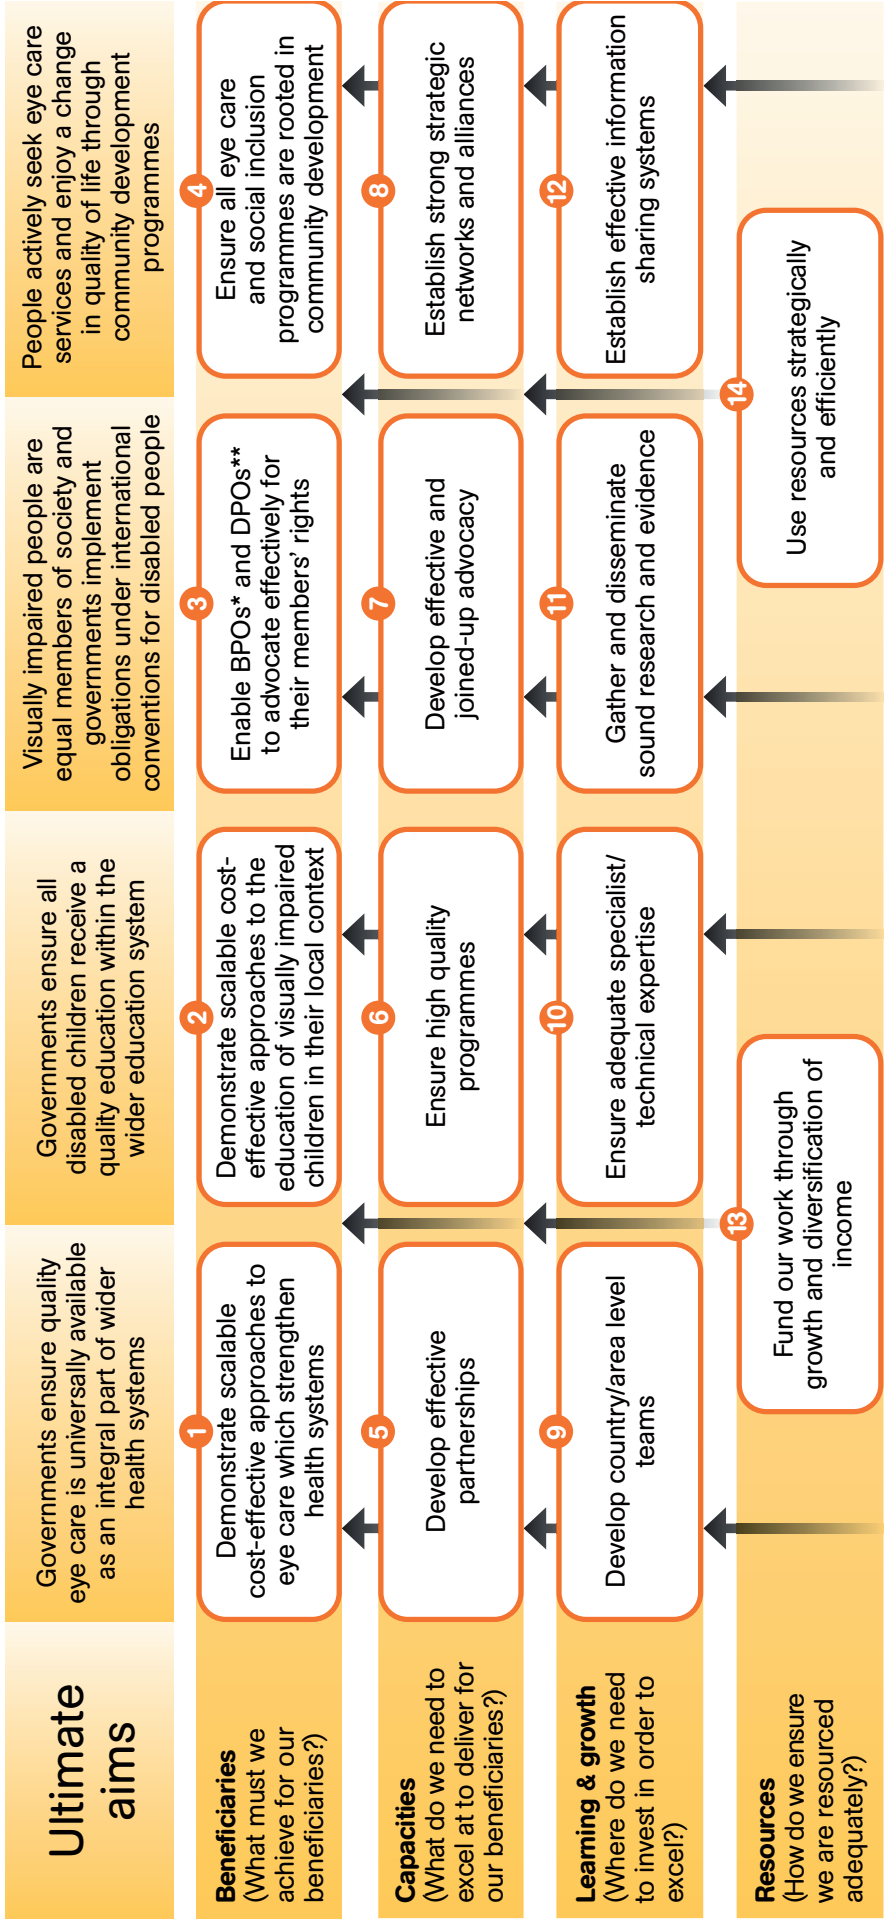 Ultimate
aims
Governments ensure quality
eye care is universally available
as an integral part of wider
health systems
Governments ensure all
disabled children receive a
quality education within the
wider education system
Visually impaired people are
equal members of society and
governments implement
obligations under international
conventions for disabled people
People actively seek eye care
services and enjoy a change
in quality of life through
community development
programmes
Beneficiaries
(What must we
achieve for our
beneficiaries?)
1
Demonstrate scalable
cost-effective approaches to
eye care which strengthen
health systems
2
Demonstrate scalable cost-
effective approaches to the
education of visually impaired
children in their local context
3
Enable BPOs* and DPOs**
to advocate effectively for
their members’ rights
4
Ensure all eye care
and social inclusion
programmes are rooted in
community development
Capacities
(What do we need to
excel at to deliver for
our beneficiaries?)
5
Develop effective
partnerships
6
Ensure high quality
programmes
7
Develop effective and
joined-up advocacy
8
Establish strong strategic
networks and alliances
Learning & growth
(Where do we need
to invest in order to
excel?)
9
Develop country/area level
teams
10
Ensure adequate specialist/
technical expertise
11
Gather and disseminate
sound research and evidence
12
Establish effective information
sharing systems
Resources
(How do we ensure
we are resourced
adequately?)
13
Fund our work through
growth and diversification of
income
14
Use resources strategically
and efficiently